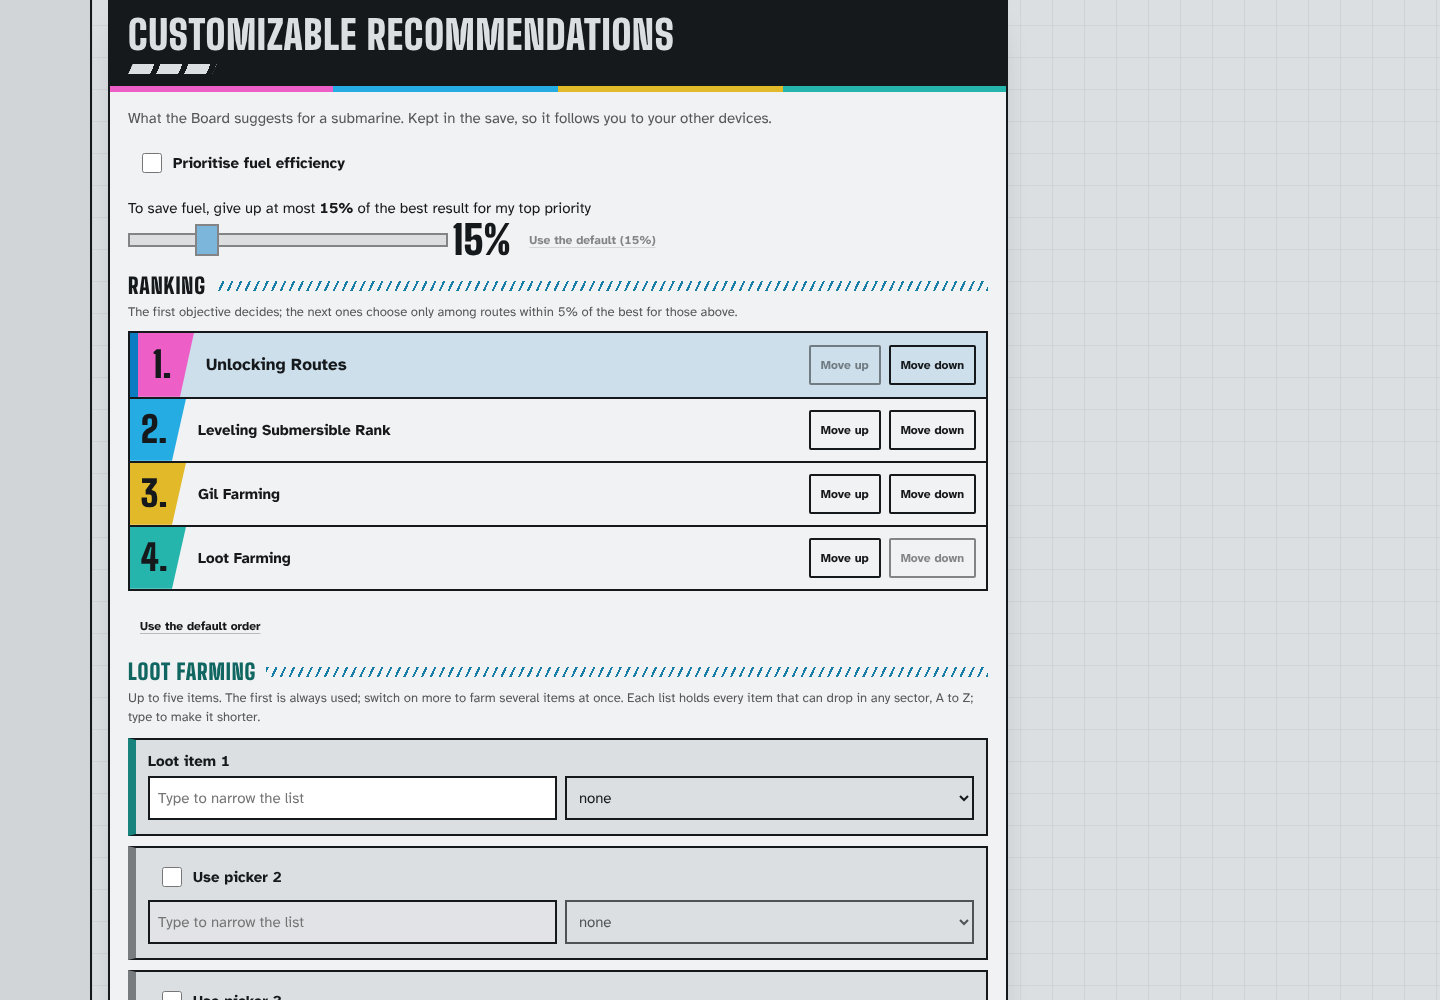 CUSTOMIZABLE RECOMMENDATIONS
What the Board suggests for a submarine. Kept in the save, so it follows you to your other devices.
Prioritise fuel efficiency
To save fuel, give up at most 15% of the best result for my top priority
15%
Use the default (15%)
RANKING
The first objective decides; the next ones choose only among routes within 5% of the best for those above.
1. Unlocking Routes Move up Move down
2. Leveling Submersible Rank Move up Move down
3. Gil Farming Move up Move down
4. Loot Farming Move up Move down
Use the default order
LOOT FARMING
Up to five items. The first is always used; switch on more to farm several items at once. Each list holds every item that can drop in any sector, A to Z;
type to make it shorter.
Loot item 1
Type to narrow the list none
Use picker 2
Type to narrow the list none
Use picker 3